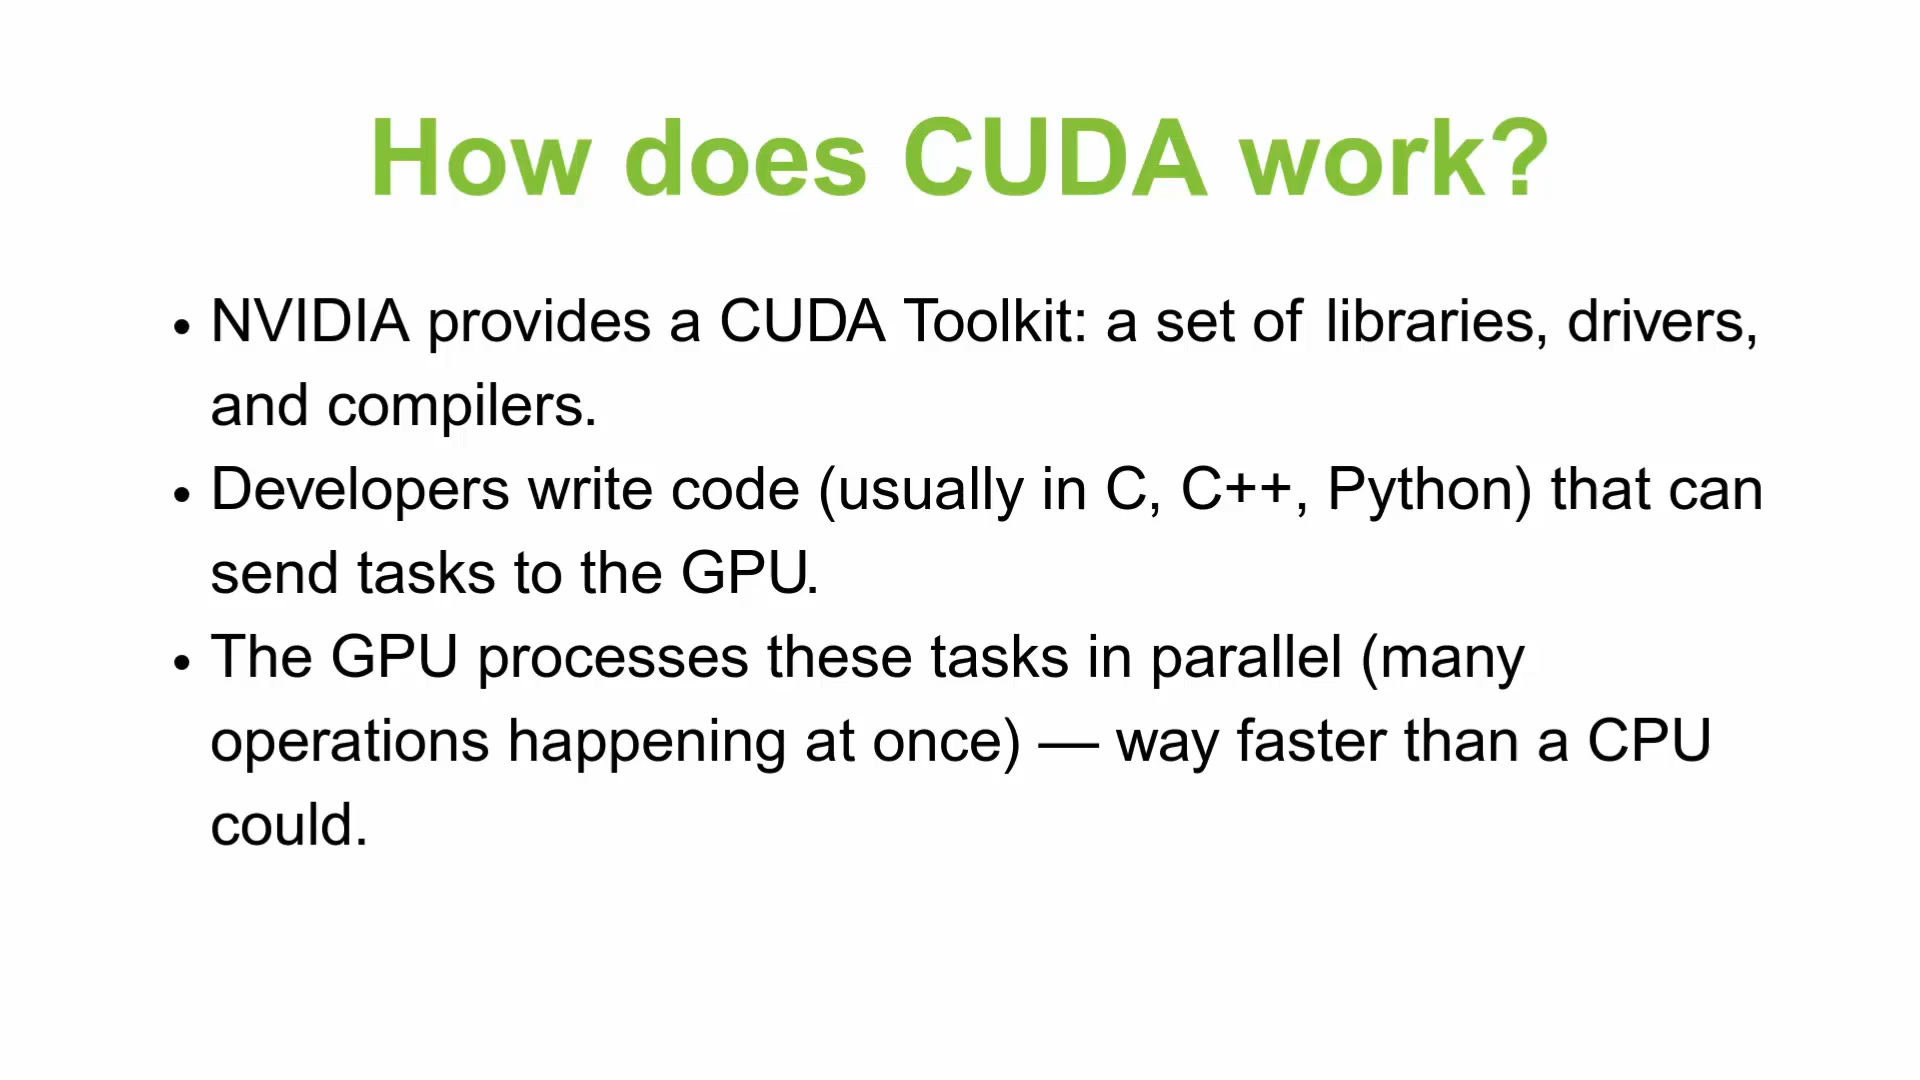 How does CUDA work?
• NVIDIA provides a CUDA Toolkit: a set of libraries, drivers,
and compilers.
• Developers write code (usually in C, C++, Python) that can
send tasks to the GPU.
• The GPU processes these tasks in parallel (many
operations happening at once) — way faster than a CPU
could.